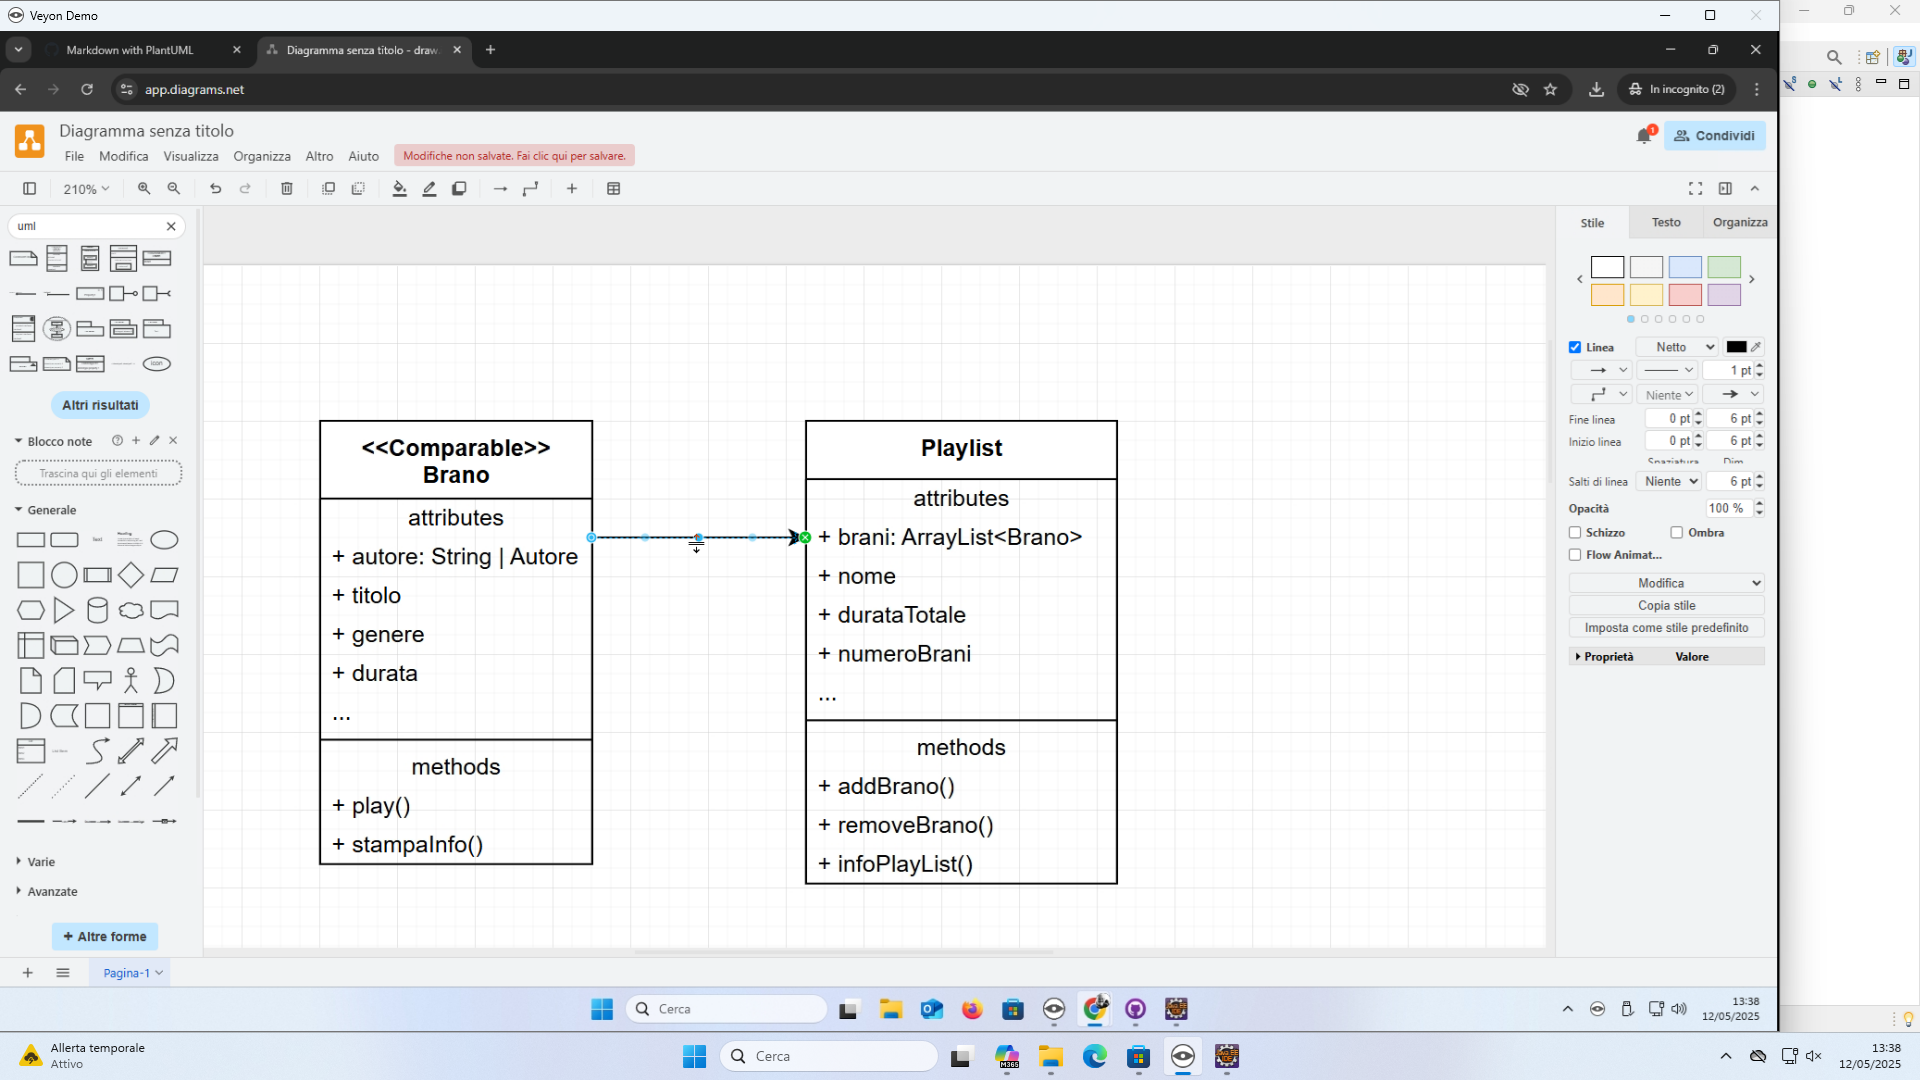 Veyon Demo
Markdown with PlantUML
Diagramma senza titolo - draw
app.diagrams.net
In incognito (2)
Diagramma senza titolo
File Modifica Visualizza Organizza Altro Aiuto
Modifiche non salvate. Fai clic qui per salvare.
1
Condividi
210%
uml
Stile Testo Organizza
Icon
Altri risultati
Blocco note
Trascina qui gli elementi
Generale
Text
Heading
Varie
Avanzate
+ Altre forme
<<Comparable>>
Brano
attributes
+ autore: String | Autore
+ titolo
+ genere
+ durata
...
methods
+ play()
+ stampaInfo()
Playlist
attributes
+ brani: ArrayList<Brano>
+ nome
+ durataTotale
+ numeroBrani
...
methods
+ addBrano()
+ removeBrano()
+ infoPlayList()
Linea Netto
1 pt
Niente
Fine linea 0 pt 6 pt
Inizio linea 0 pt 6 pt
Spaziatura Dim.
Salti di linea Niente 6 pt
Opacità 100 %
Schizzo Ombra
Flow Animat...
Modifica
Copia stile
Imposta come stile predefinito
Proprietà Valore
Pagina-1
Cerca
13:38
12/05/2025
Allerta temporale
Attivo
Cerca
M365
13:38
12/05/2025